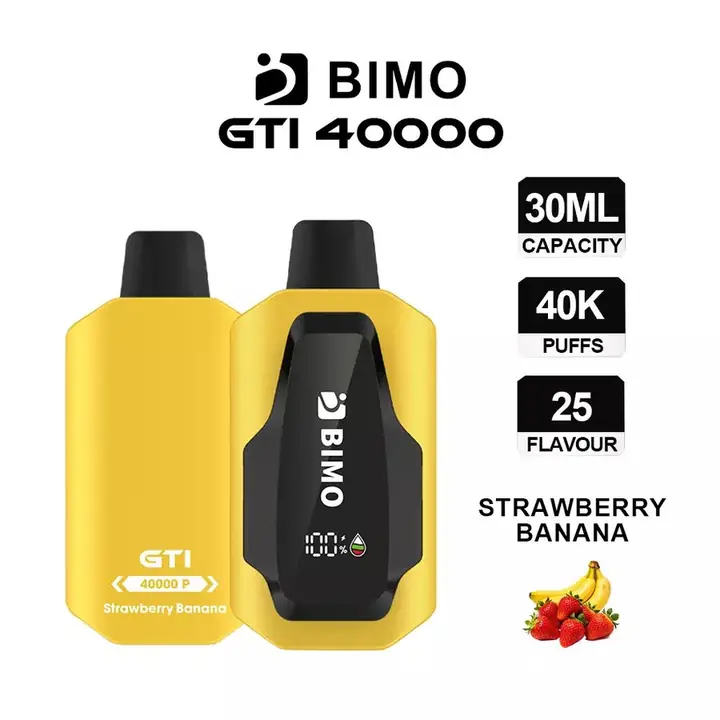 BIMO
GTI 40000
30ML
CAPACITY
40K
PUFFS
25
FLAVOUR
STRAWBERRY
BANANA
GTI
40000 P
Strawberry Banana
BIMO
100%